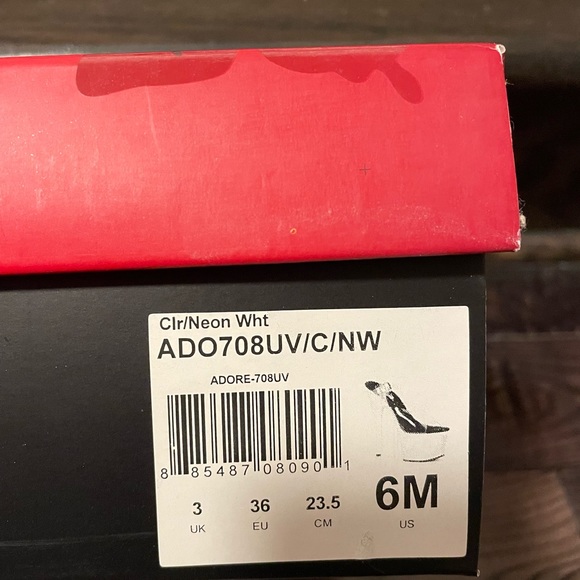 Clr/Neon Wht
ADO708UV/C/NW
ADORE-708UV
8 85487 08090 1
3 36 23.5 6M
UK EU CM US